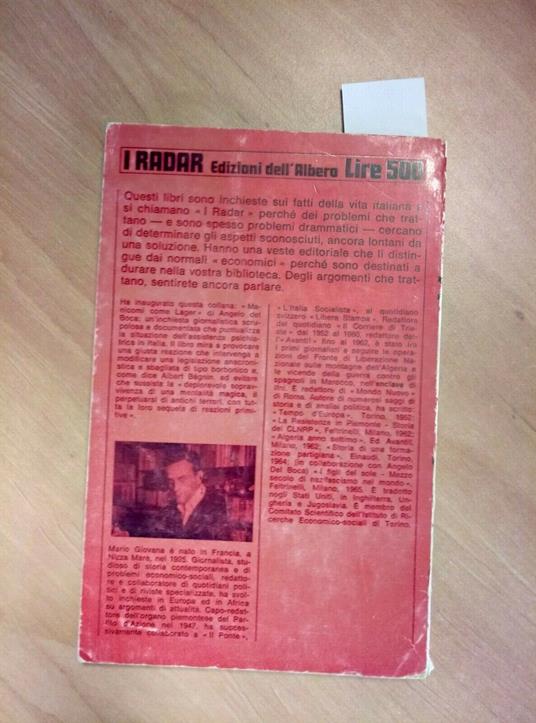 I RADAR Edizioni dell'Albero Lire 500
Questi libri sono inchieste sui fatti della vita italiana e
si chiamano « I Radar » perché dei problemi che trat-
tano — e sono spesso problemi drammatici — cercano
di determinare gli aspetti sconosciuti, ancora lontani da
una soluzione. Hanno una veste editoriale che li distin-
gue dai normali « economici » perché sono destinati a
durare nella vostra biblioteca. Degli argomenti che trat-
tano, sentirete ancora parlare.
Ha inaugurato questa collana: « Ma-
nicomi come Lager » di Angelo del
Boca: un'inchiesta giornalistica scru-
polosa e documentata che puntualizza
la situazione dell'assistenza psichia-
trica in Italia. Il libro mira a provocare
una giusta reazione che intervenga a
modificare una legislazione anacroni-
stica e sbagliata di tipo borbonico e,
come dice Albert Béguin, ad evitare
che sussista la « deplorevole soprav-
vivenza di una mentalità magica, il
perpetuarsi di antichi terrori, con tut-
ta la loro sequela di reazioni primi-
tive ».
Mario Giovana è nato in Francia, a
Nizza Mare, nel 1925. Giornalista, stu-
dioso di storia contemporanea e di
problemi economico-sociali, redatto-
re e collaboratore di quotidiani poli-
tici e di riviste specializzate, ha svol-
to inchieste in Europa ed in Africa
su argomenti di attualità. Capo-redat-
tore dell'organo piemontese del Par-
tito d'Azione nel 1947, ha succes-
sivamente collaborato a « Il Ponte »,
« L'Italia Socialista », al quotidiano
svizzero « Libera Stampa ». Redattore
del quotidiano « Il Corriere di Trie-
ste » dal 1952 al 1960, redattore del-
l'« Avanti! » fino al 1962, è stato tra
i primi giornalisti a seguire le opera-
zioni del Fronte di Liberazione Na-
zionale sulle montagne dell'Algeria e
le vicende della guerra contro gli
spagnoli in Marocco, nell'enclave di
Ifni. È redattore di « Mondo Nuovo »
di Roma. Autore di numerosi saggi di
storia e di analisi politica, ha scritto:
« Tempo d'Europa », Torino, 1952;
« La Resistenza in Piemonte - Storia
del CLNRP », Feltrinelli, Milano, 1962;
« Algeria anno settimo », Ed. Avanti!,
Milano, 1962; « Storia di una forma-
zione partigiana », Einaudi, Torino,
1964; (in collaborazione con Angelo
Del Boca) « I figli del sole - Mezzo
secolo di nazifascismo nel mondo »,
Feltrinelli, Milano, 1965. È tradotto
negli Stati Uniti, in Inghilterra, Un-
gheria e Jugoslavia. È membro del
Comitato Scientifico dell'Istituto di Ri-
cerche Economico-sociali di Torino.